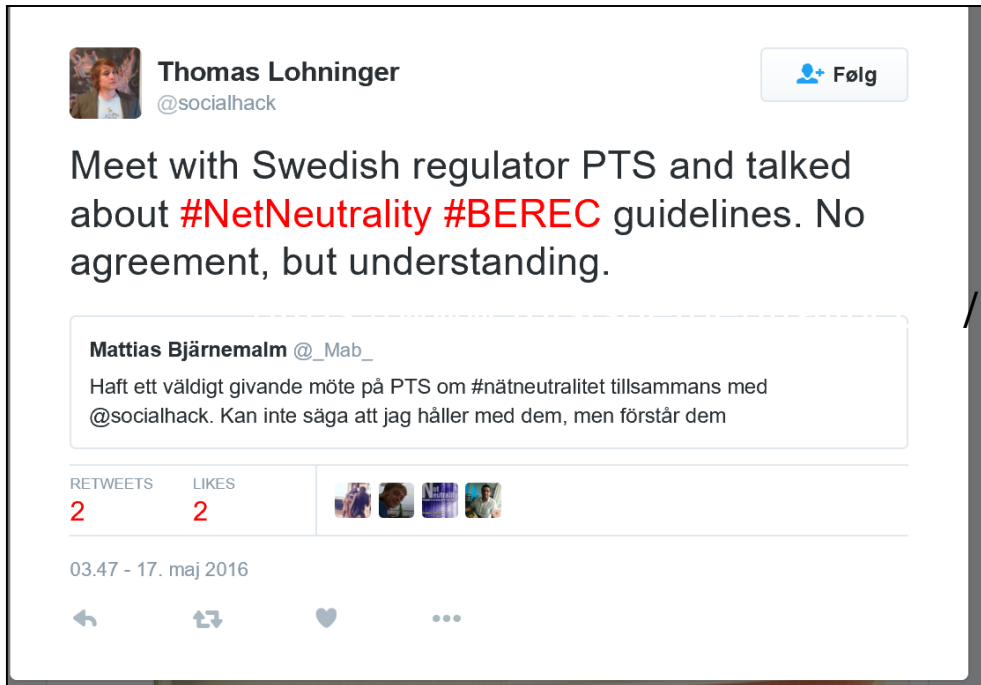 Thomas Lohninger
@socialhack
Følg
Meet with Swedish regulator PTS and talked
about #NetNeutrality #BEREC guidelines. No
agreement, but understanding.
/
Mattias Bjärnemalm @_Mab_
Haft ett väldigt givande möte på PTS om #nätneutralitet tillsammans med
@socialhack. Kan inte säga att jag håller med dem, men förstår dem
RETWEETS LIKES
2 2
03.47 - 17. maj 2016